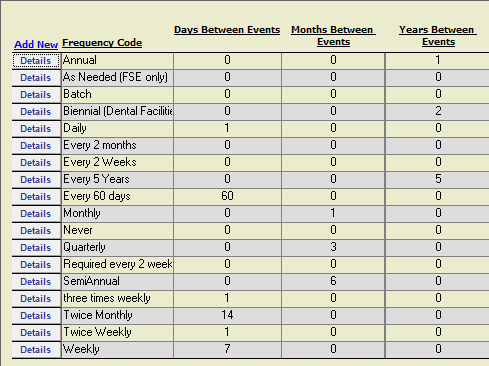 Add New Frequency Code Days Between Events Months Between Events Years Between Events
Details Annual 0 0 1
Details As Needed (FSE only) 0 0 0
Details Batch 0 0 0
Details Biennial (Dental Facilitie 0 0 2
Details Daily 1 0 0
Details Every 2 months 0 0 0
Details Every 2 Weeks 0 0 0
Details Every 5 Years 0 0 5
Details Every 60 days 60 0 0
Details Monthly 0 1 0
Details Never 0 0 0
Details Quarterly 0 3 0
Details Required every 2 week 0 0 0
Details SemiAnnual 0 6 0
Details three times weekly 1 0 0
Details Twice Monthly 14 0 0
Details Twice Weekly 1 0 0
Details Weekly 7 0 0